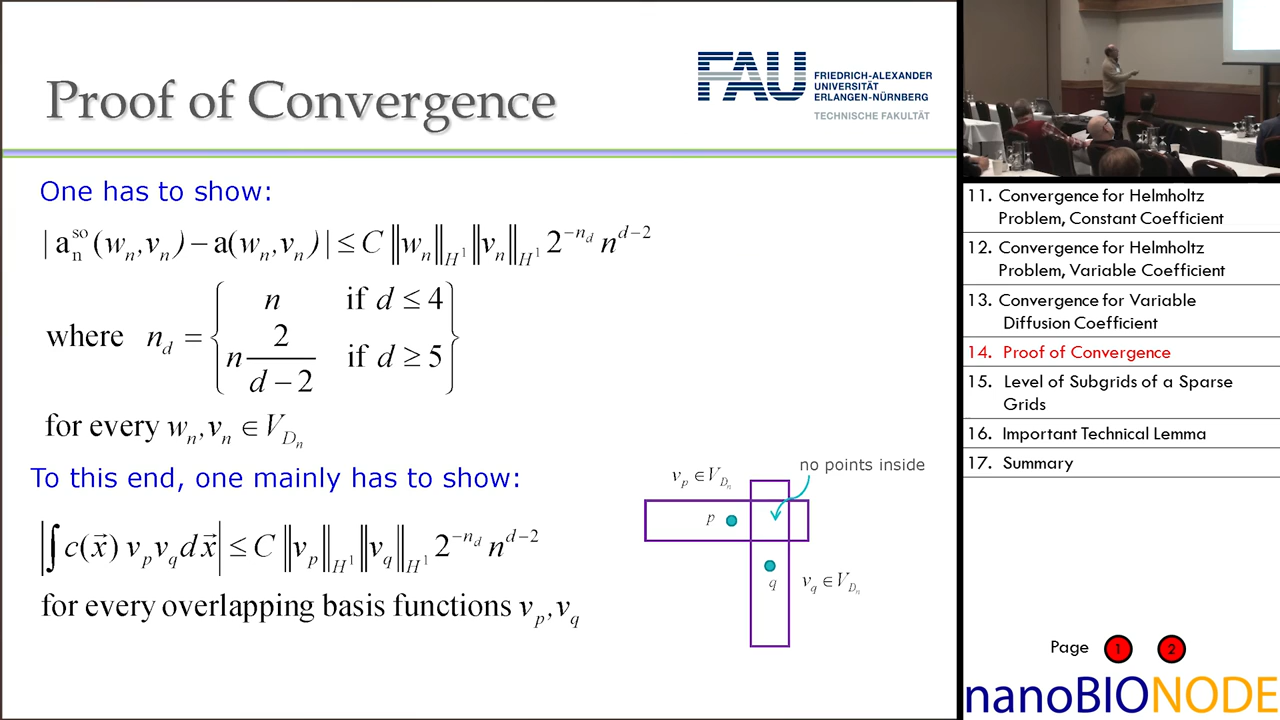 Proof of Convergence
FAU
FRIEDRICH-ALEXANDER
UNIVERSITÄT
ERLANGEN-NÜRNBERG
TECHNISCHE FAKULTÄT
One has to show:
| a_n^{so} (w_n,v_n) − a(w_n,v_n) | ≤ C ‖w_n‖_{H^1} ‖v_n‖_{H^1} 2^{−n_d} n^{d−2}
where n_d = { n if d ≤ 4
n 2/(d−2) if d ≥ 5 }
for every w_n,v_n ∈ V_{D_n}
To this end, one mainly has to show:
|∫ c(x⃗) v_p v_q dx⃗| ≤ C ‖v_p‖_{H^1} ‖v_q‖_{H^1} 2^{−n_d} n^{d−2}
for every overlapping basis functions v_p,v_q
no points inside
v_p ∈ V_{D_n}
p
q
v_q ∈ V_{D_n}
11. Convergence for Helmholtz
Problem, Constant Coefficient
12. Convergence for Helmholtz
Problem, Variable Coefficient
13. Convergence for Variable
Diffusion Coefficient
14. Proof of Convergence
15. Level of Subgrids of a Sparse
Grids
16. Important Technical Lemma
17. Summary
Page 1 2
nanoBIONODE